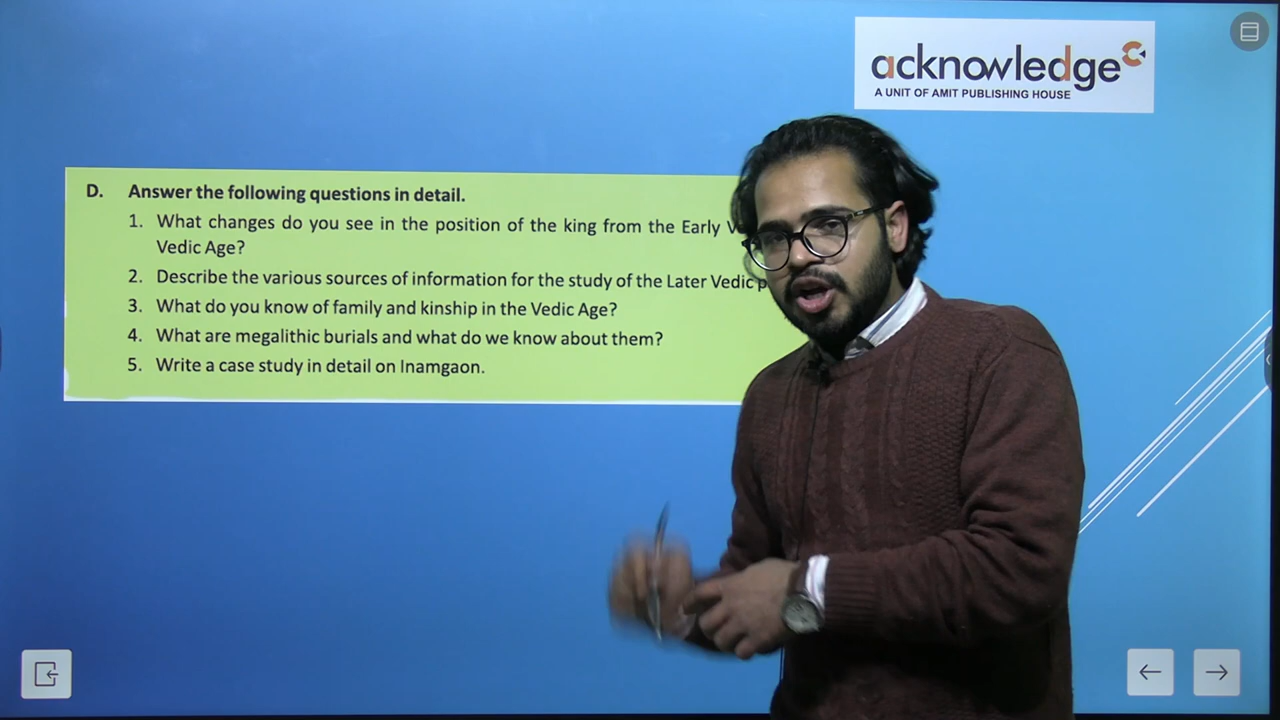 acknowledge
A UNIT OF AMIT PUBLISHING HOUSE
D. Answer the following questions in detail.
1. What changes do you see in the position of the king from the Early
Vedic Age?
2. Describe the various sources of information for the study of the Later Vedic
3. What do you know of family and kinship in the Vedic Age?
4. What are megalithic burials and what do we know about them?
5. Write a case study in detail on Inamgaon.